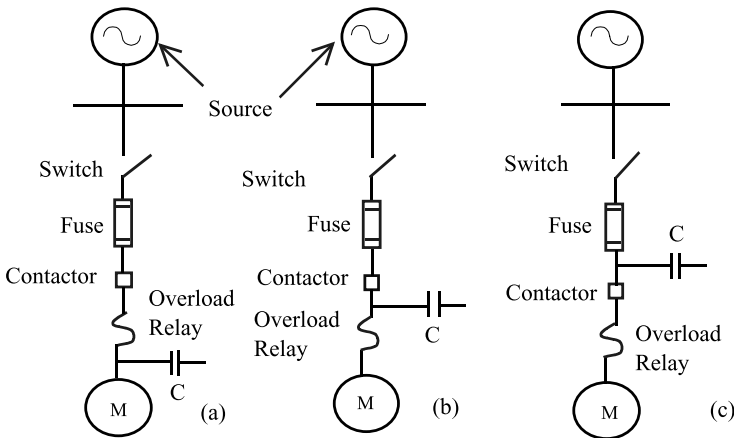 Source
Switch
Fuse
Contactor
Overload
Relay
C
M
(a)
Switch
Fuse
Contactor
Overload
Relay
C
M
(b)
Switch
Fuse
C
Contactor
Overload
Relay
M
(c)